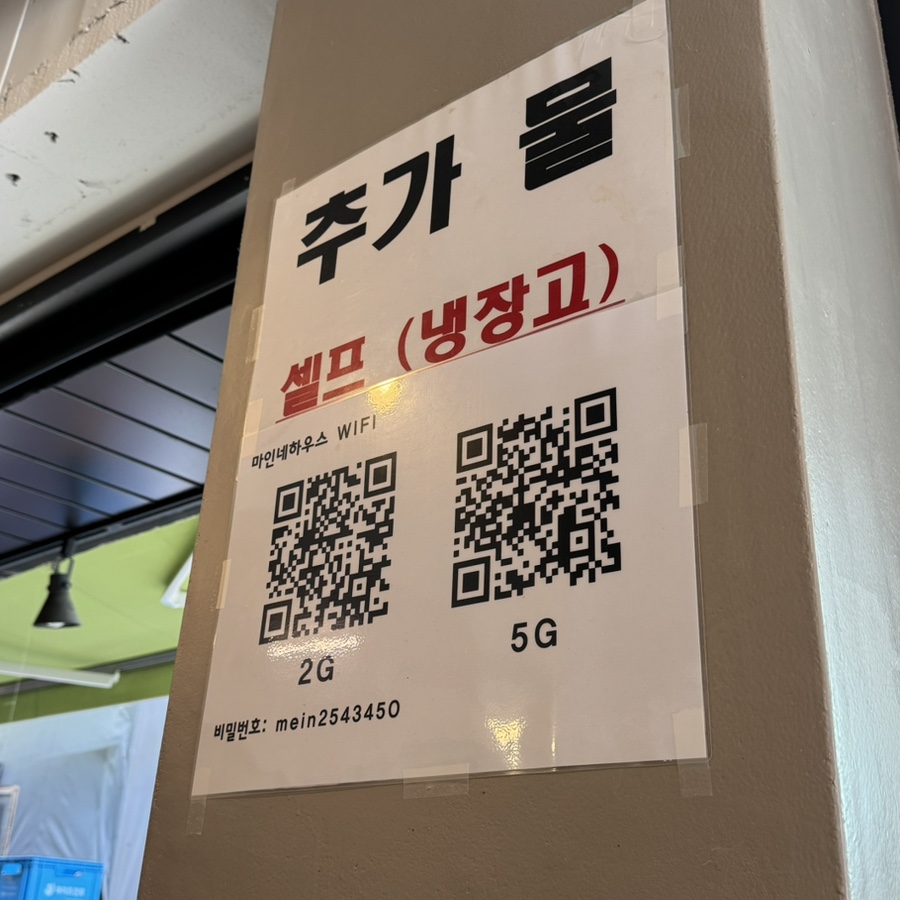 추가 물
셀프 (냉장고)
마인네하우스 WIFI
2G
5G
비밀번호: mein2543450